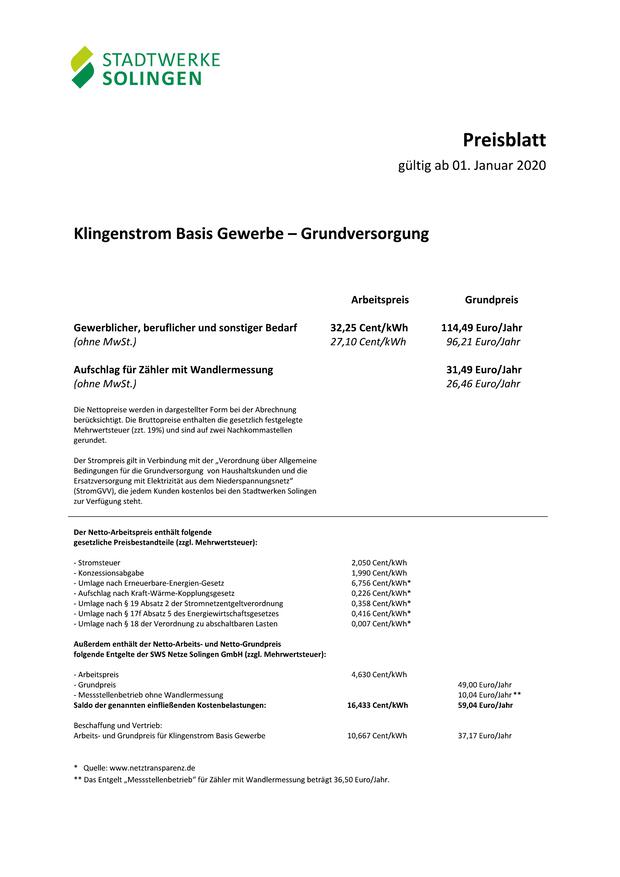 STADTWERKE
SOLINGEN
Preisblatt
gültig ab 01. Januar 2020
Klingenstrom Basis Gewerbe – Grundversorgung
Arbeitspreis Grundpreis
Gewerblicher, beruflicher und sonstiger Bedarf 32,25 Cent/kWh 114,49 Euro/Jahr
(ohne MwSt.) 27,10 Cent/kWh 96,21 Euro/Jahr
Aufschlag für Zähler mit Wandlermessung 31,49 Euro/Jahr
(ohne MwSt.) 26,46 Euro/Jahr
Die Nettopreise werden in dargestellter Form bei der Abrechnung
berücksichtigt. Die Bruttopreise enthalten die gesetzlich festgelegte
Mehrwertsteuer (zzt. 19%) und sind auf zwei Nachkommastellen
gerundet.
Der Strompreis gilt in Verbindung mit der „Verordnung über Allgemeine
Bedingungen für die Grundversorgung von Haushaltskunden und die
Ersatzversorgung mit Elektrizität aus dem Niederspannungsnetz“
(StromGVV), die jedem Kunden kostenlos bei den Stadtwerken Solingen
zur Verfügung steht.
Der Netto-Arbeitspreis enthält folgende
gesetzliche Preisbestandteile (zzgl. Mehrwertsteuer):
- Stromsteuer 2,050 Cent/kWh
- Konzessionsabgabe 1,990 Cent/kWh
- Umlage nach Erneuerbare-Energien-Gesetz 6,756 Cent/kWh*
- Aufschlag nach Kraft-Wärme-Kopplungsgesetz 0,226 Cent/kWh*
- Umlage nach § 19 Absatz 2 der Stromnetzentgeltverordnung 0,358 Cent/kWh*
- Umlage nach § 17f Absatz 5 des Energiewirtschaftsgesetzes 0,416 Cent/kWh*
- Umlage nach § 18 der Verordnung zu abschaltbaren Lasten 0,007 Cent/kWh*
Außerdem enthält der Netto-Arbeits- und Netto-Grundpreis
folgende Entgelte der SWS Netze Solingen GmbH (zzgl. Mehrwertsteuer):
- Arbeitspreis 4,630 Cent/kWh
- Grundpreis 49,00 Euro/Jahr
- Messstellenbetrieb ohne Wandlermessung 10,04 Euro/Jahr**
Saldo der genannten einfließenden Kostenbelastungen: 16,433 Cent/kWh 59,04 Euro/Jahr
Beschaffung und Vertrieb:
Arbeits- und Grundpreis für Klingenstrom Basis Gewerbe 10,667 Cent/kWh 37,17 Euro/Jahr
* Quelle: www.netztransparenz.de
** Das Entgelt „Messstellenbetrieb“ für Zähler mit Wandlermessung beträgt 36,50 Euro/Jahr.